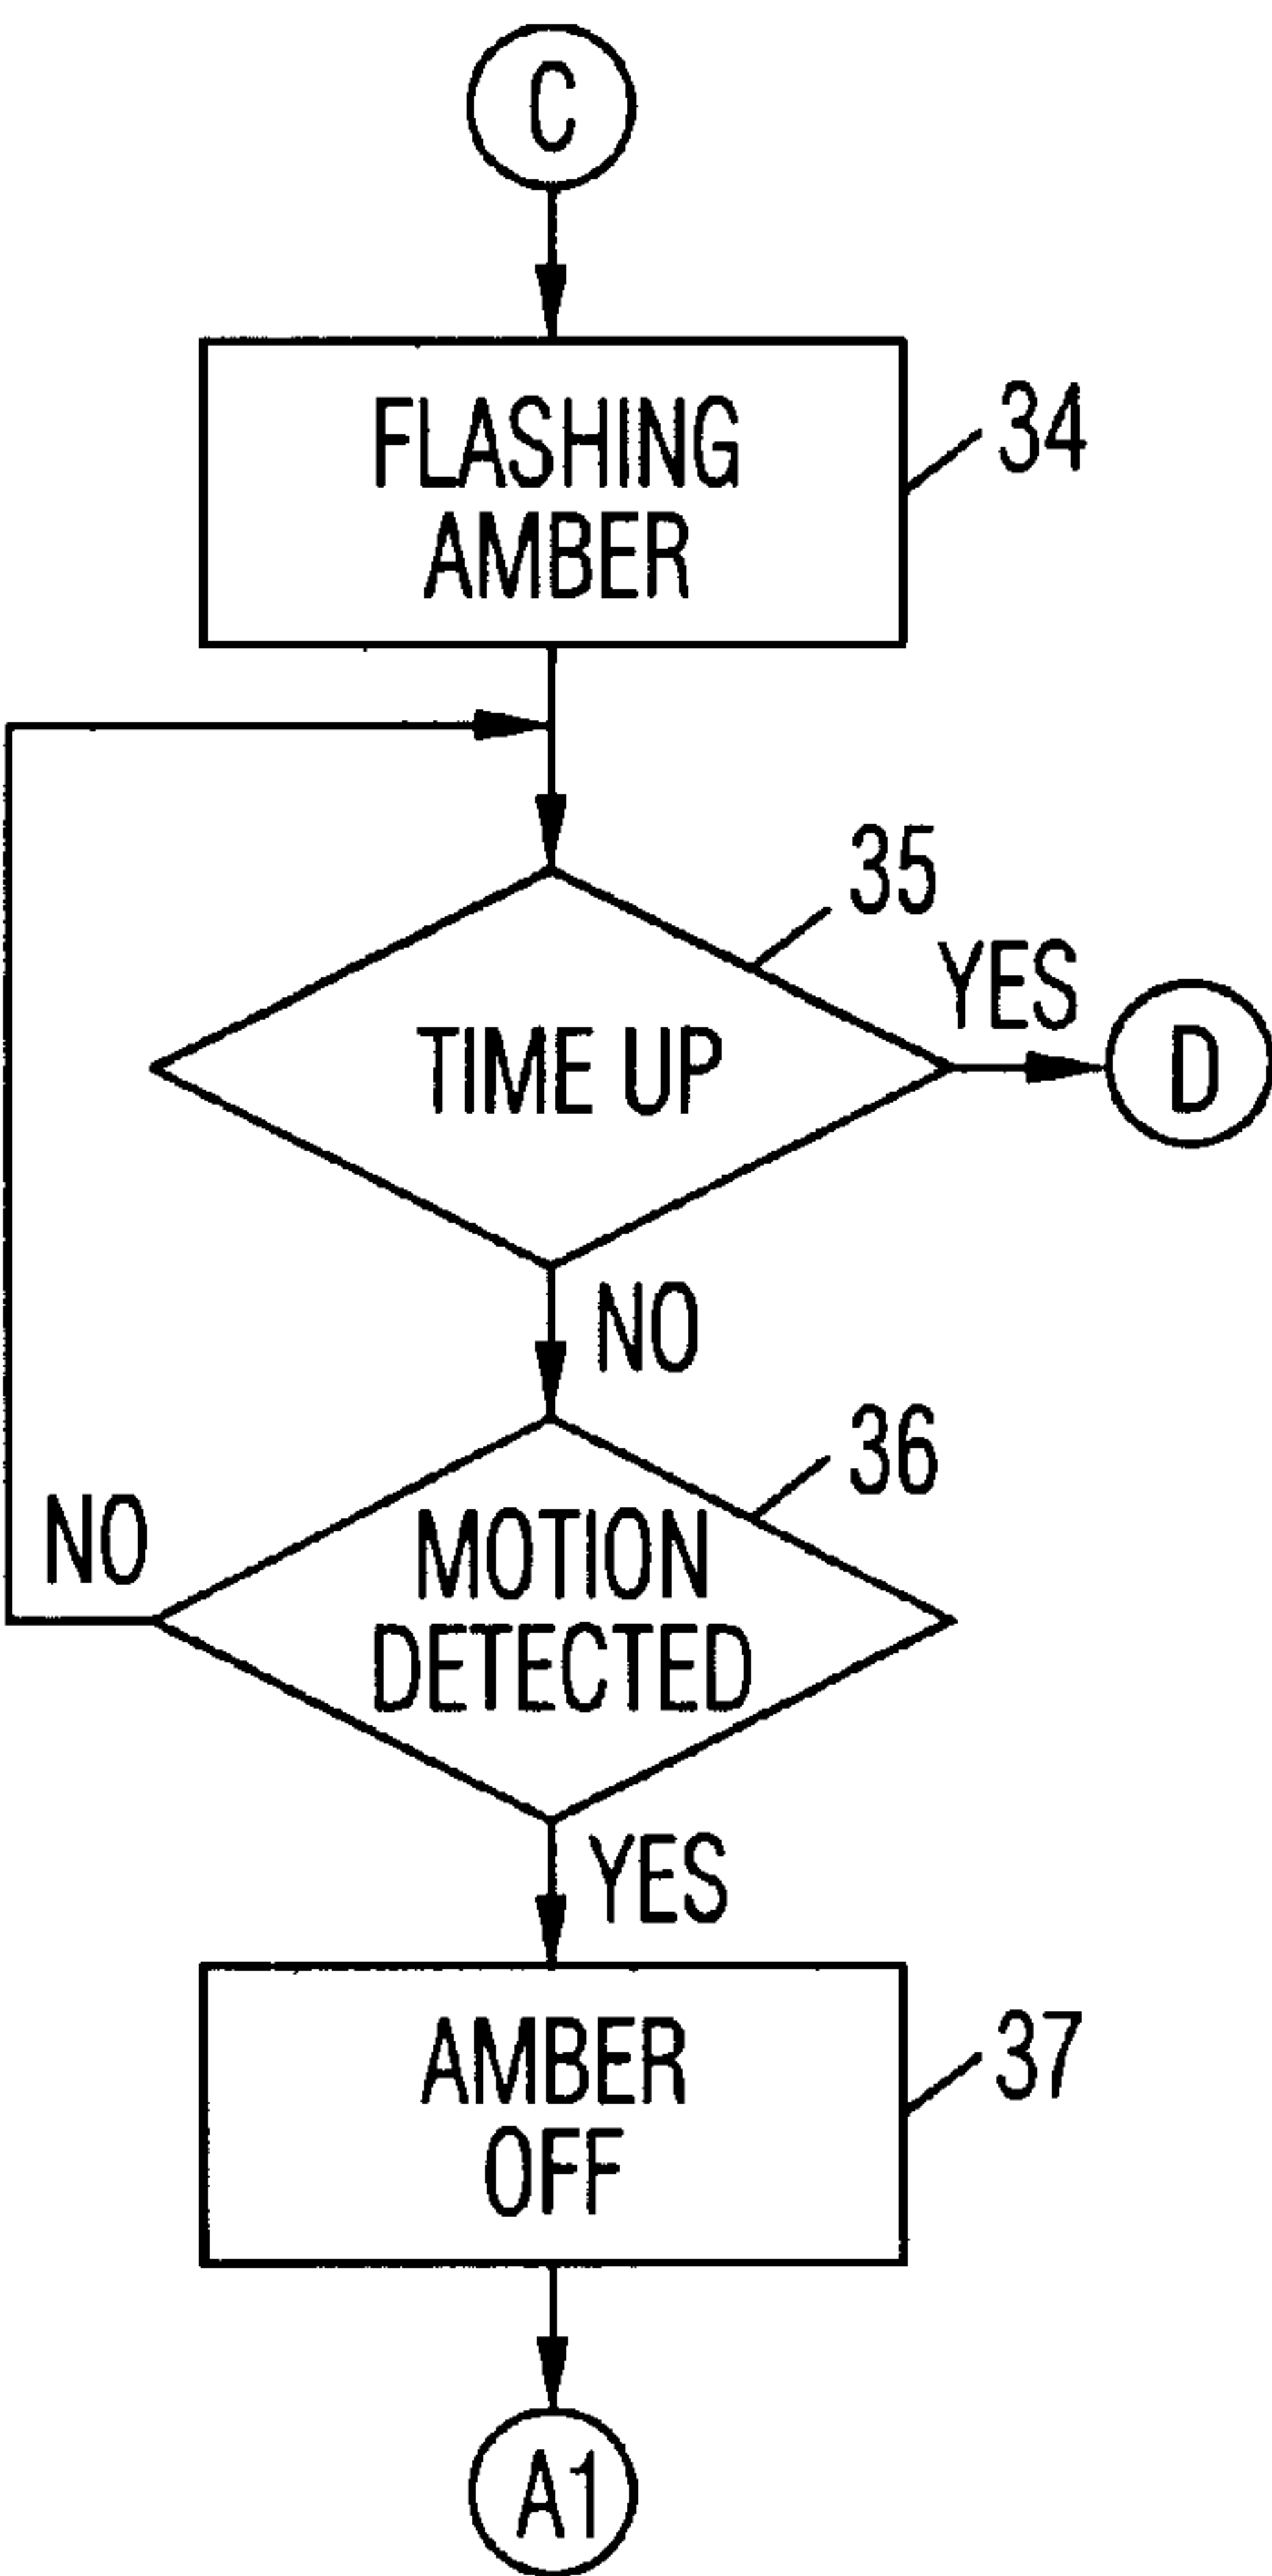 C
FLASHING
AMBER
34
35
YES
TIME UP
D
NO
36
NO
MOTION
DETECTED
YES
AMBER
OFF
37
A1